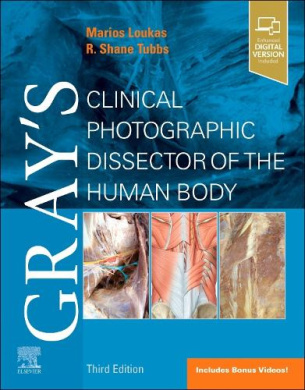 Marios Loukas
R. Shane Tubbs
Enhanced
DIGITAL
VERSION
Included
GRAY'S
CLINICAL
PHOTOGRAPHIC
DISSECTOR OF THE
HUMAN BODY
ELSEVIER
Third Edition
Includes Bonus Videos!